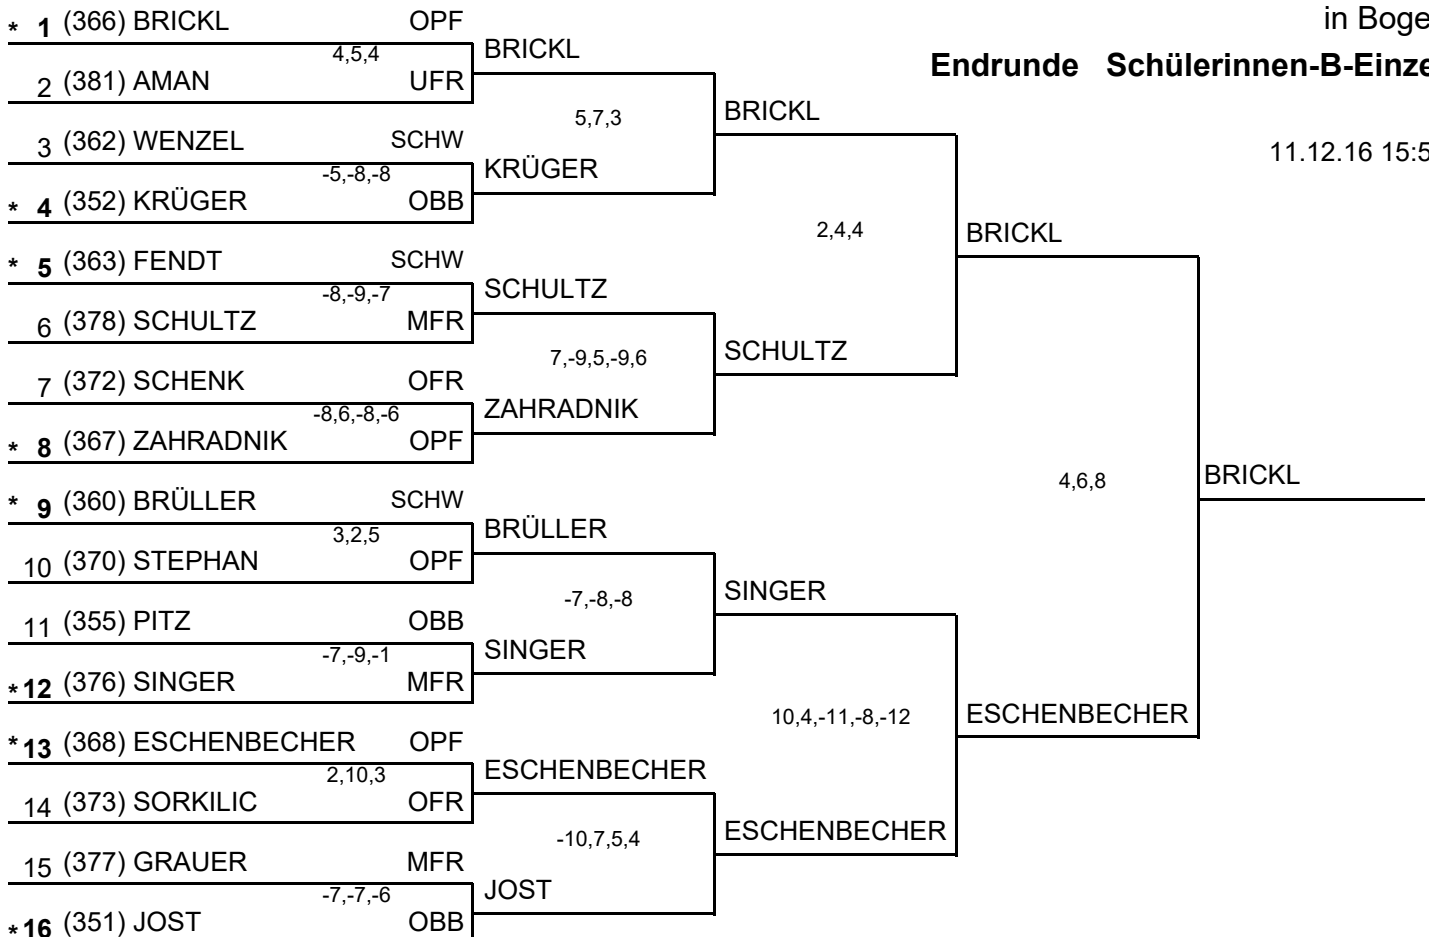 * 1 (366) BRICKL OPF
in Boge
4,5,4
BRICKL
Endrunde Schülerinnen-B-Einze
2 (381) AMAN UFR
5,7,3
BRICKL
3 (362) WENZEL SCHW
11.12.16 15:5
-5,-8,-8
KRÜGER
* 4 (352) KRÜGER OBB
2,4,4
BRICKL
* 5 (363) FENDT SCHW
-8,-9,-7
SCHULTZ
6 (378) SCHULTZ MFR
7,-9,5,-9,6
SCHULTZ
7 (372) SCHENK OFR
-8,6,-8,-6
ZAHRADNIK
* 8 (367) ZAHRADNIK OPF
4,6,8
BRICKL
* 9 (360) BRÜLLER SCHW
3,2,5
BRÜLLER
10 (370) STEPHAN OPF
-7,-8,-8
SINGER
11 (355) PITZ OBB
-7,-9,-1
SINGER
* 12 (376) SINGER MFR
10,4,-11,-8,-12
ESCHENBECHER
* 13 (368) ESCHENBECHER OPF
2,10,3
ESCHENBECHER
14 (373) SORKILIC OFR
-10,7,5,4
ESCHENBECHER
15 (377) GRAUER MFR
-7,-7,-6
JOST
* 16 (351) JOST OBB